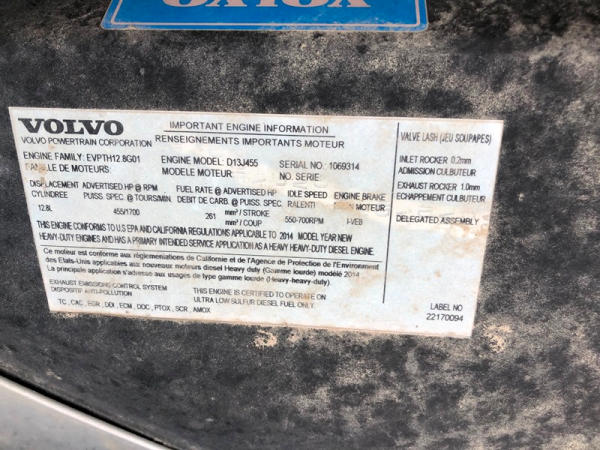 VOLVO
VOLVO POWERTRAIN CORPORATION
IMPORTANT ENGINE INFORMATION
RENSEIGNEMENTS IMPORTANTS MOTEUR
ENGINE FAMILY: EVPTH12.8G01 ENGINE MODEL: D13J455 SERIAL NO.: 1069314
FAMILLE DE MOTEURS: MODELE MOTEUR: NO. SERIE:
DISPLACEMENT ADVERTISED HP @ RPM FUEL RATE @ ADVERTISED HP IDLE SPEED ENGINE BRAKE
CYLINDREE PUISS. SPEC. @ TOURS/MIN. DEBIT DE CARB. @ PUISS. SPEC. RALENTI MOTEUR
12.8L 455/1700 261 mm³/ STROKE 550-700RPM I-VEB
mm³/ COUP
THIS ENGINE CONFORMS TO U.S EPA AND CALIFORNIA REGULATIONS APPLICABLE TO 2014 MODEL YEAR NEW
HEAVY-DUTY ENGINES AND HAS A PRIMARY INTENDED SERVICE APPLICATION AS A HEAVY HEAVY-DUTY DIESEL ENGINE.
Ce moteur est conforme aux réglementations de Californie et de l'Agence de Protection de l'Environment
des Etats-Unis applicables aux nouveaux moteurs diesel Heavy duty (Gamme lourde) modèle 2014
La principale application s'adresse aux usages de type gamme lourde (Heavy-heavy-duty).
EXHAUST EMISSIONS CONTROL SYSTEM
DISPOSITIF ANTI-POLLUTION
TC , CAC , EGR , DDI , ECM , DOC , PTOX , SCR , AMOX
THIS ENGINE IS CERTIFIED TO OPERATE ON
ULTRA LOW SULFUR DIESEL FUEL ONLY.
VALVE LASH (JEU SOUPAPES)
INLET ROCKER 0.2mm
ADMISSION CULBUTEUR
EXHAUST ROCKER 1.0mm
ECHAPPEMENT CULBUTEUR
DELEGATED ASSEMBLY
LABEL NO
22170094